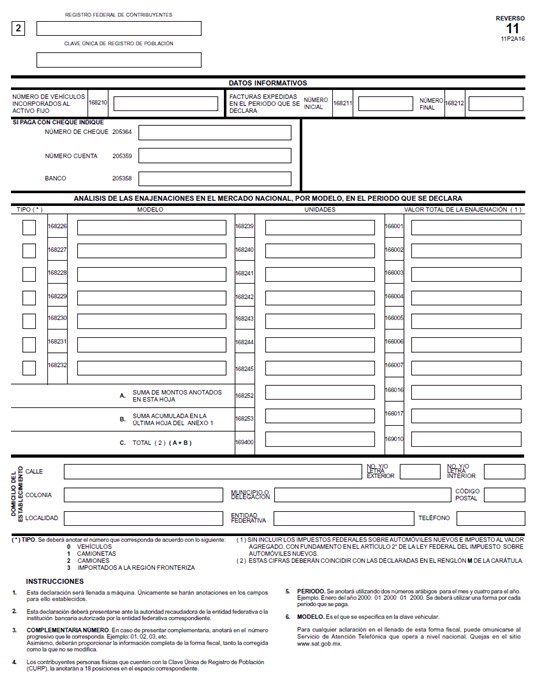 REGISTRO FEDERAL DE CONTRIBUYENTES
REVERSO
2
11
11P2A16
CLAVE ÚNICA DE REGISTRO DE POBLACIÓN
DATOS INFORMATIVOS
NÚMERO DE VEHÍCULOS
INCORPORADOS AL
ACTIVO FIJO
168210
FACTURAS EXPEDIDAS
EN EL PERIODO QUE SE
DECLARA
NÚMERO
INICIAL
168211
NÚMERO
FINAL
168212
SI PAGA CON CHEQUE INDIQUE
NÚMERO DE CHEQUE 205364
NÚMERO CUENTA 205359
BANCO 205358
ANÁLISIS DE LAS ENAJENACIONES EN EL MERCADO NACIONAL, POR MODELO, EN EL PERIODO QUE SE DECLARA
TIPO ( * ) MODELO UNIDADES VALOR TOTAL DE LA ENAJENACIÓN ( 1 )
168226 168239 166001
168227 168240 166002
168228 168241 166003
168229 168242 166004
168230 168243 166005
168231 168244 166006
168232 168245 166007
A. SUMA DE MONTOS ANOTADOS
EN ESTA HOJA
168252 166016
B. SUMA ACUMULADA EN LA
ÚLTIMA HOJA DEL ANEXO 1
168253 166017
C. TOTAL ( 2 ) ( A + B ) 169400 169010
DOMICILIO DEL
ESTABLECIMIENTO
CALLE
NO. Y/O
LETRA
EXTERIOR
NO. Y/O
LETRA
INTERIOR
COLONIA
MUNICIPIO O
DELEGACIÓN
CÓDIGO
POSTAL
LOCALIDAD
ENTIDAD
FEDERATIVA
TELÉFONO
( * ) TIPO. Se deberá anotar el número que corresponda de acuerdo con lo siguiente:
0 VEHÍCULOS
1 CAMIONETAS
2 CAMIONES
3 IMPORTADOS A LA REGIÓN FRONTERIZA
( 1 ) SIN INCLUIR LOS IMPUESTOS FEDERALES SOBRE AUTOMÓVILES NUEVOS E IMPUESTO AL VALOR
AGREGADO, CON FUNDAMENTO EN EL ARTÍCULO 2° DE LA LEY FEDERAL DEL IMPUESTO SOBRE
AUTOMÓVILES NUEVOS.
( 2 ) ESTAS CIFRAS DEBERÁN COINCIDIR CON LAS DECLARADAS EN EL RENGLÓN M DE LA CARÁTULA.
INSTRUCCIONES
1. Esta declaración será llenada a máquina. Únicamente se harán anotaciones en los campos
para ello establecidos.
2. Esta declaración deberá presentarse ante la autoridad recaudadora de la entidad federativa o la
institución bancaria autorizada por la entidad federativa correspondiente.
3. COMPLEMENTARIA NÚMERO. En caso de presentar complementaria, anotará en el número
progresivo que le corresponda. Ejemplo: 01, 02, 03, etc.
Asimismo, deberán proporcionar la información completa de la forma fiscal, tanto la corregida
como la que no se modifica.
4. Los contribuyentes personas físicas que cuenten con la Clave Única de Registro de Población
(CURP), la anotarán a 18 posiciones en el espacio correspondiente.
5. PERIODO. Se anotará utilizando dos números arábigos para el mes y cuatro para el año.
Ejemplo. Enero del año 2000: 01 2000 01 2000. Se deberá utilizar una forma por cada
periodo que se paga.
6. MODELO. Es el que se especifica en la clave vehicular.
Para cualquier aclaración en el llenado de esta forma fiscal, puede comunicarse al
Servicio de Atención Telefónica que opera a nivel nacional. Quejas en el sitio
www.sat.gob.mx.